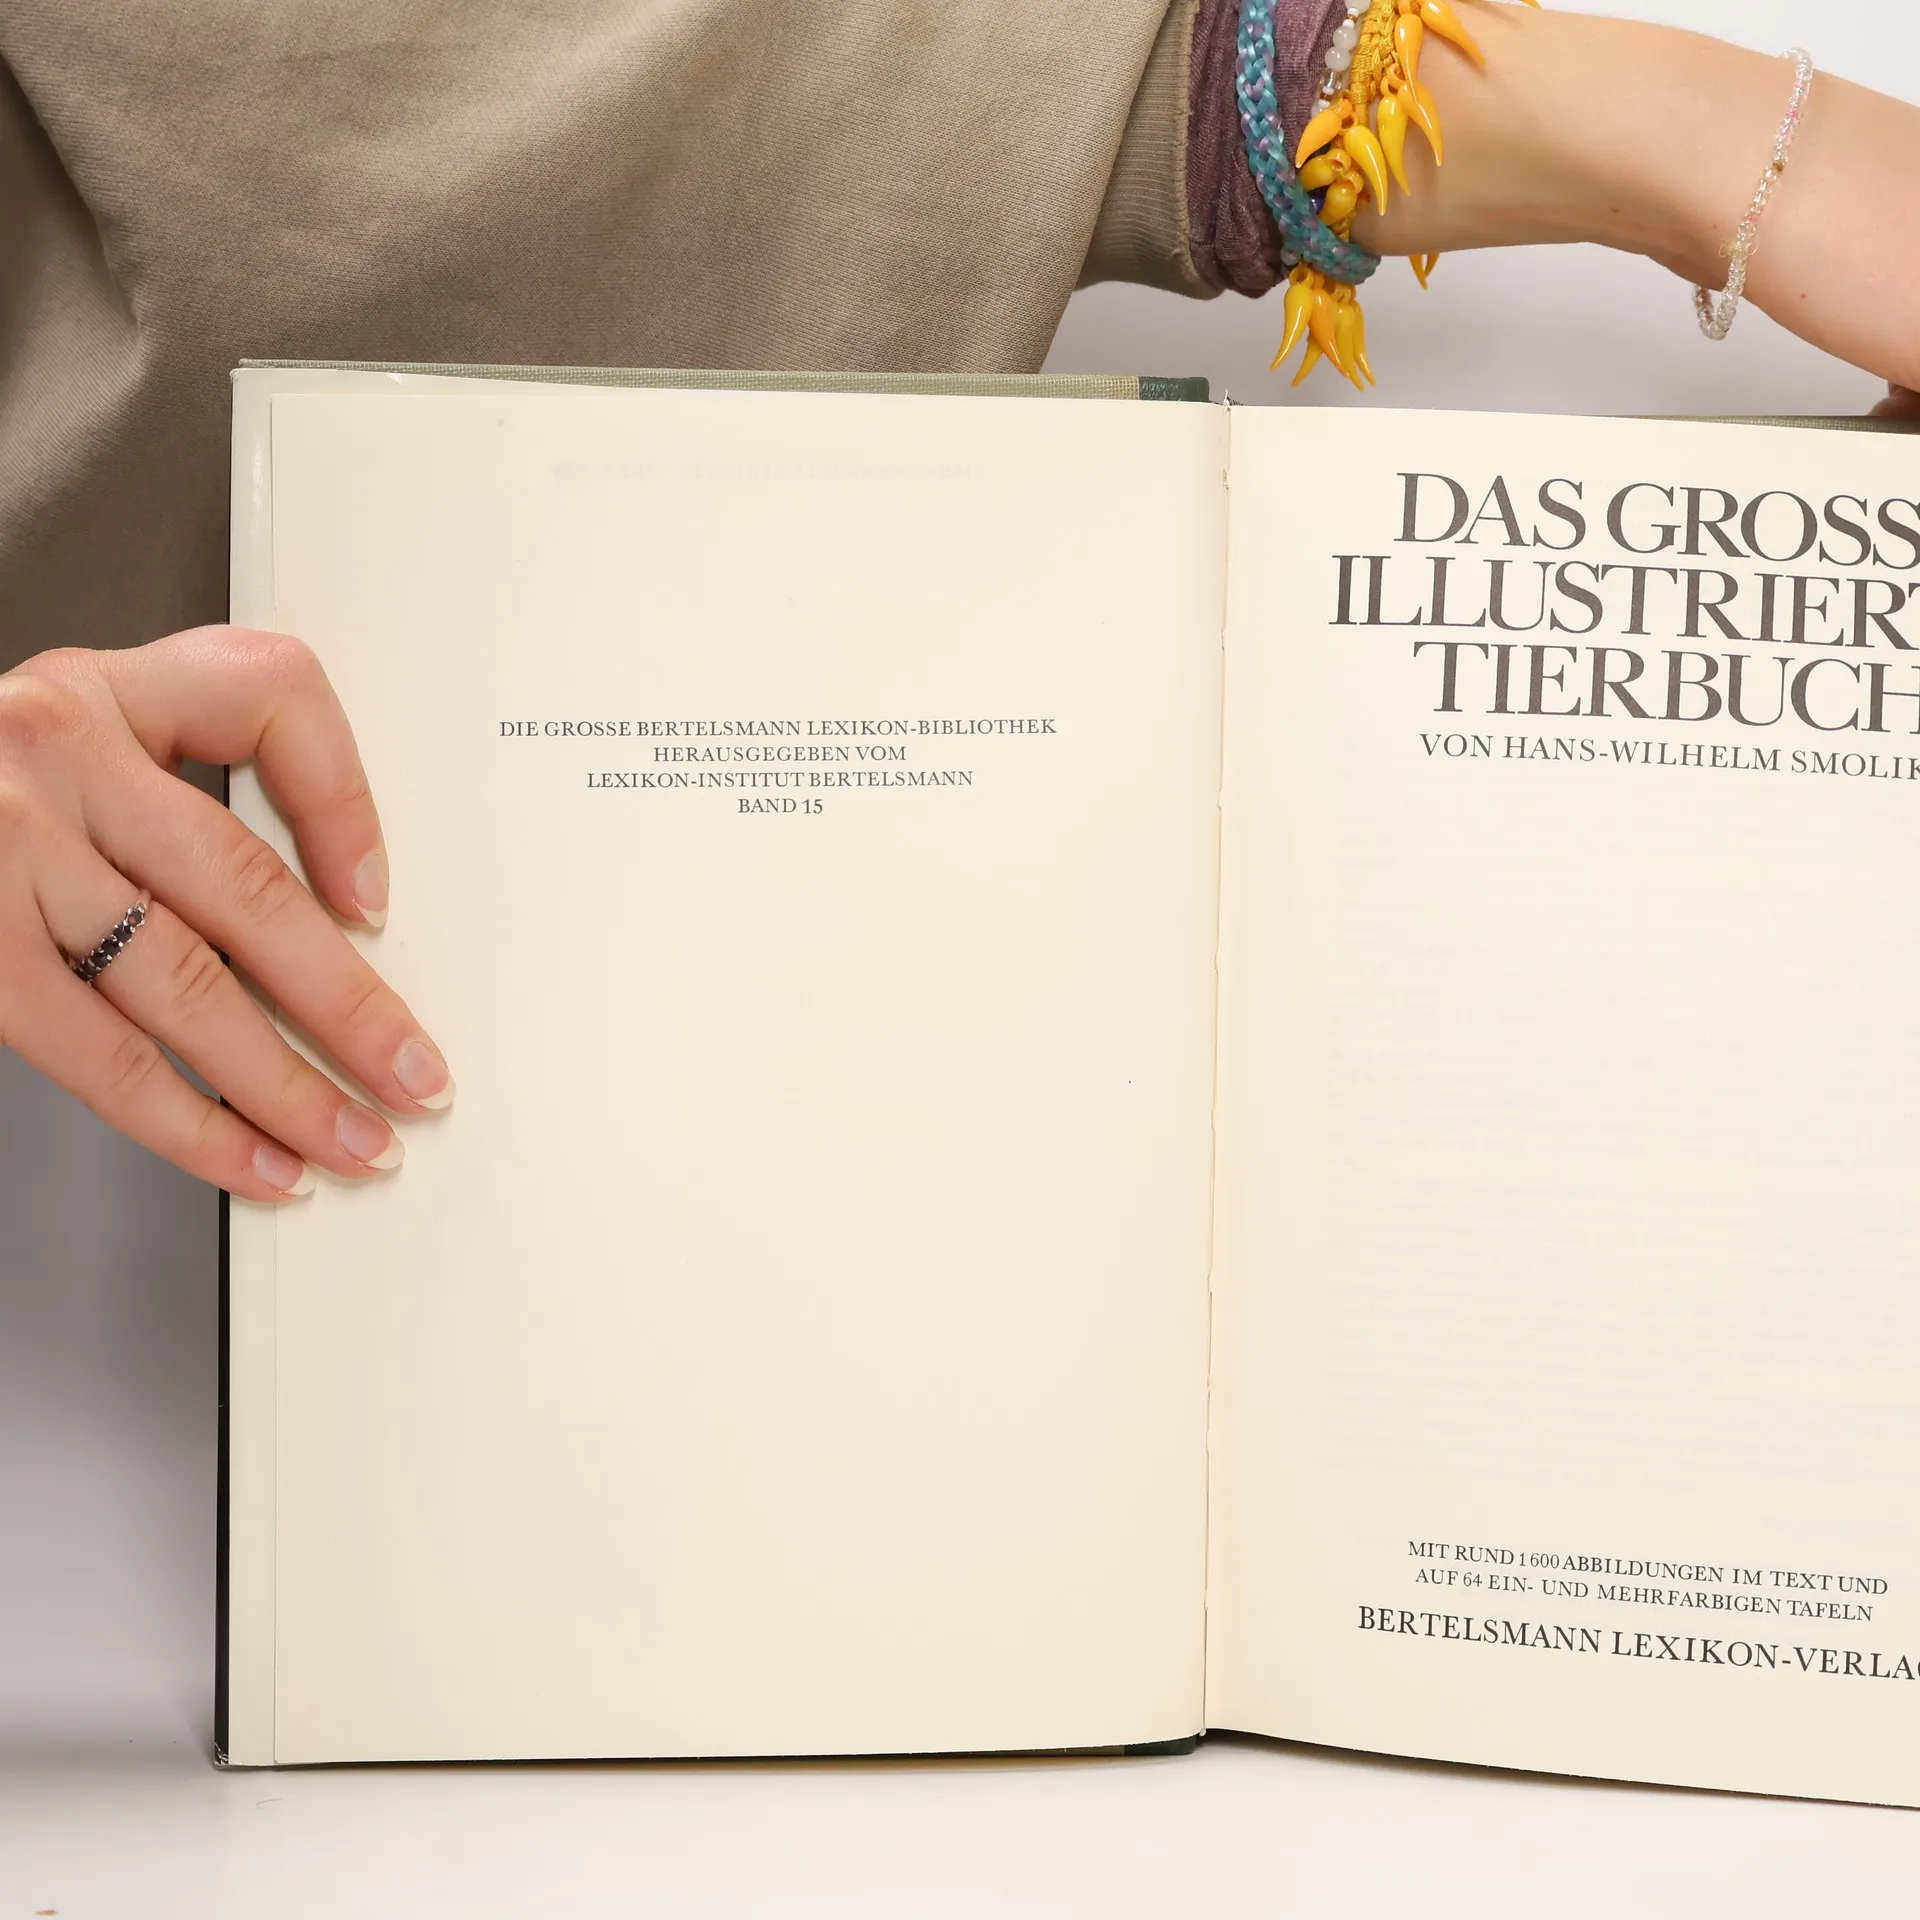 DIE GROSSE BERTELSMANN LEXIKON-BIBLIOTHEK
HERAUSGEGEBEN VOM
LEXIKON-INSTITUT BERTELSMANN
BAND 15
DAS GROSS
ILLUSTRIERT
TIERBUCH
VON HANS-WILHELM SMOLIK
MIT RUND 1600 ABBILDUNGEN IM TEXT UND
AUF 64 EIN- UND MEHRFARBIGEN TAFELN
BERTELSMANN LEXIKON-VERLAG